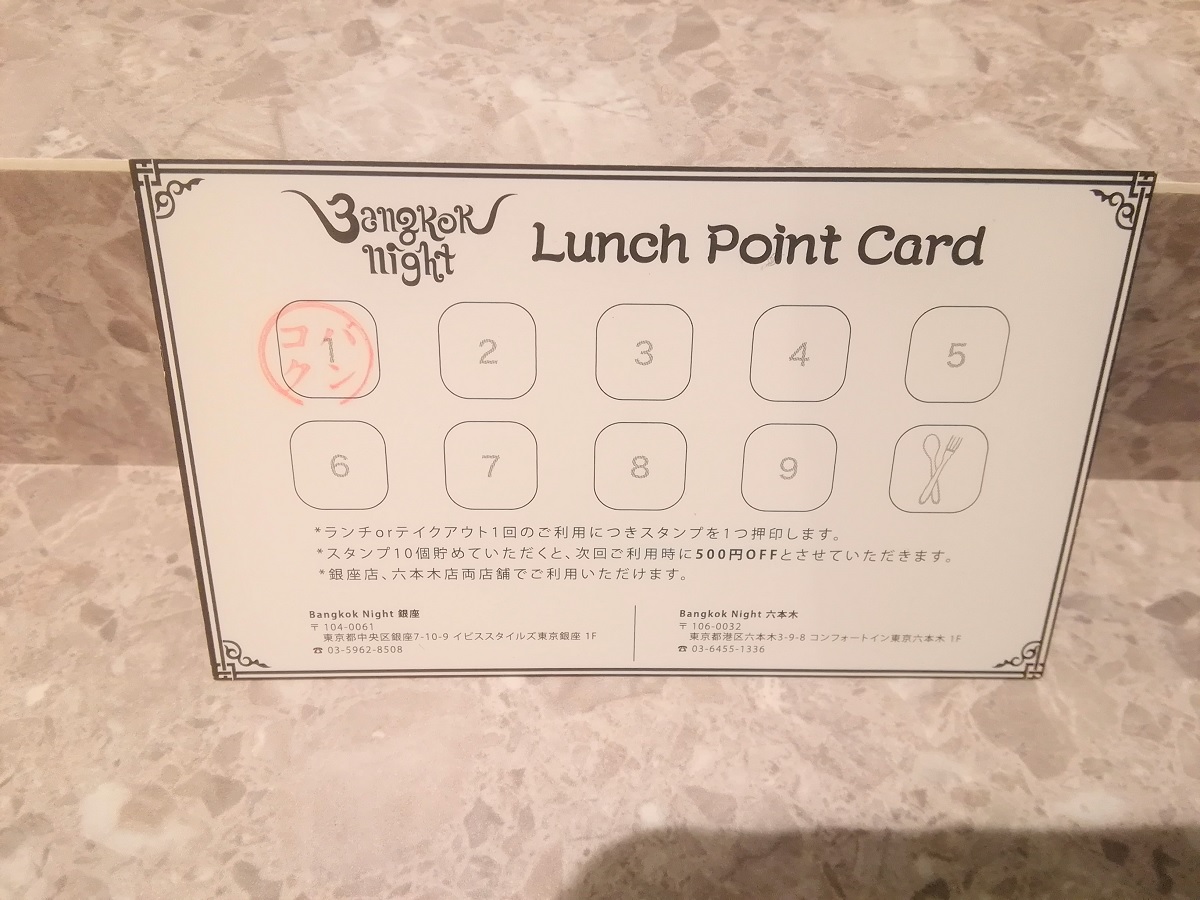 Bangkok
Night
Lunch Point Card
バンコク
1
2
3
4
5
6
7
8
9
*ランチorテイクアウト1回のご利用につきスタンプを1つ押印します。
*スタンプ10個貯めていただくと、次回ご利用時に500円OFFとさせていただきます。
*銀座店、六本木店両店舗でご利用いただけます。
Bangkok Night 銀座
〒 104-0061
東京都中央区銀座7-10-9 イビススタイルズ東京銀座 1F
☎ 03-5962-8508
Bangkok Night 六本木
〒 106-0032
東京都港区六本木3-9-8 コンフォートイン東京六本木 1F
☎ 03-6455-1336